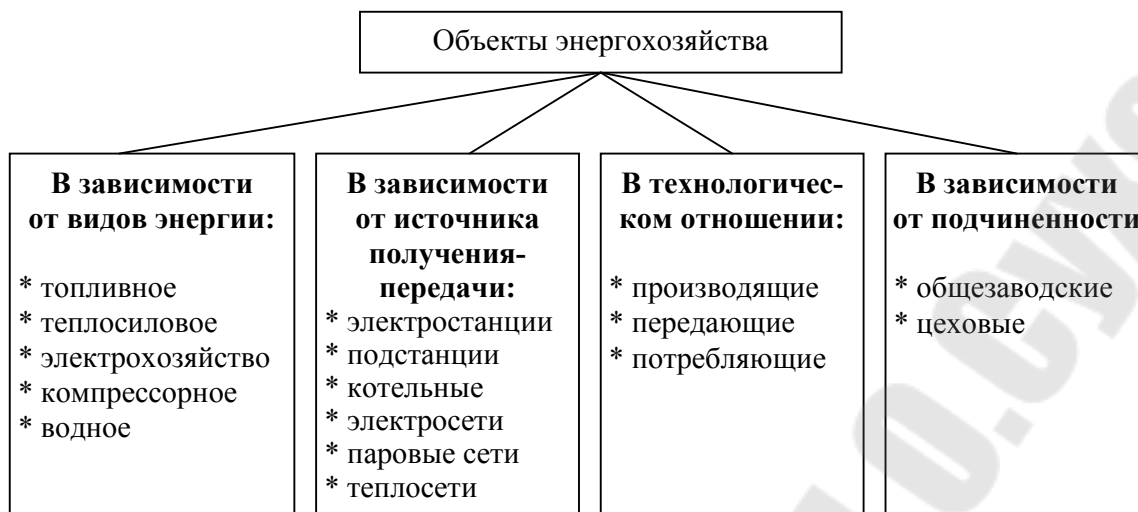 Объекты энергохозяйства
В зависимости
от видов энергии:
* топливное
* теплосиловое
* электрохозяйство
* компрессорное
* водное
В зависимости
от источника
получения-
передачи:
* электростанции
* подстанции
* котельные
* электросети
* паровые сети
* теплосети
В технологичес-
ком отношении:
* производящие
* передающие
* потребляющие
В зависимости
от подчиненности
* общезаводские
* цеховые